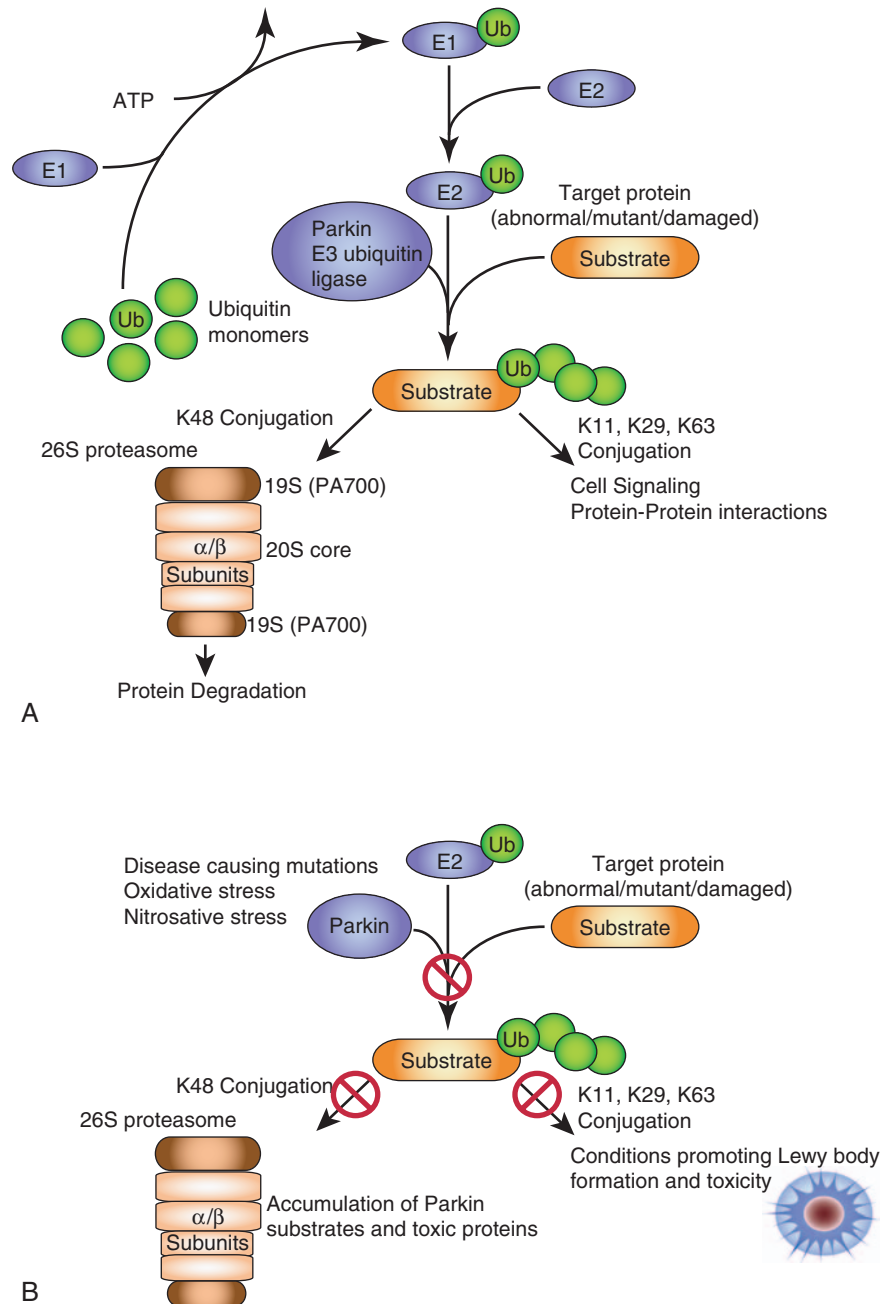 E1
Ub
ATP
E2
E1
E2
Ub
Target protein
(abnormal/mutant/damaged)
Parkin
E3 ubiquitin
ligase
Substrate
Ub
Ubiquitin
monomers
Substrate
Ub
K48 Conjugation
K11, K29, K63
Conjugation
26S proteasome
19S (PA700)
Cell Signaling
Protein-Protein interactions
α/β
20S core
Subunits
19S (PA700)
Protein Degradation
A
Disease causing mutations
Oxidative stress
Nitrosative stress
E2
Ub
Target protein
(abnormal/mutant/damaged)
Parkin
Substrate
Substrate
Ub
K48 Conjugation
K11, K29, K63
Conjugation
26S proteasome
Conditions promoting Lewy body
formation and toxicity
Accumulation of Parkin
substrates and toxic proteins
α/β
Subunits
B